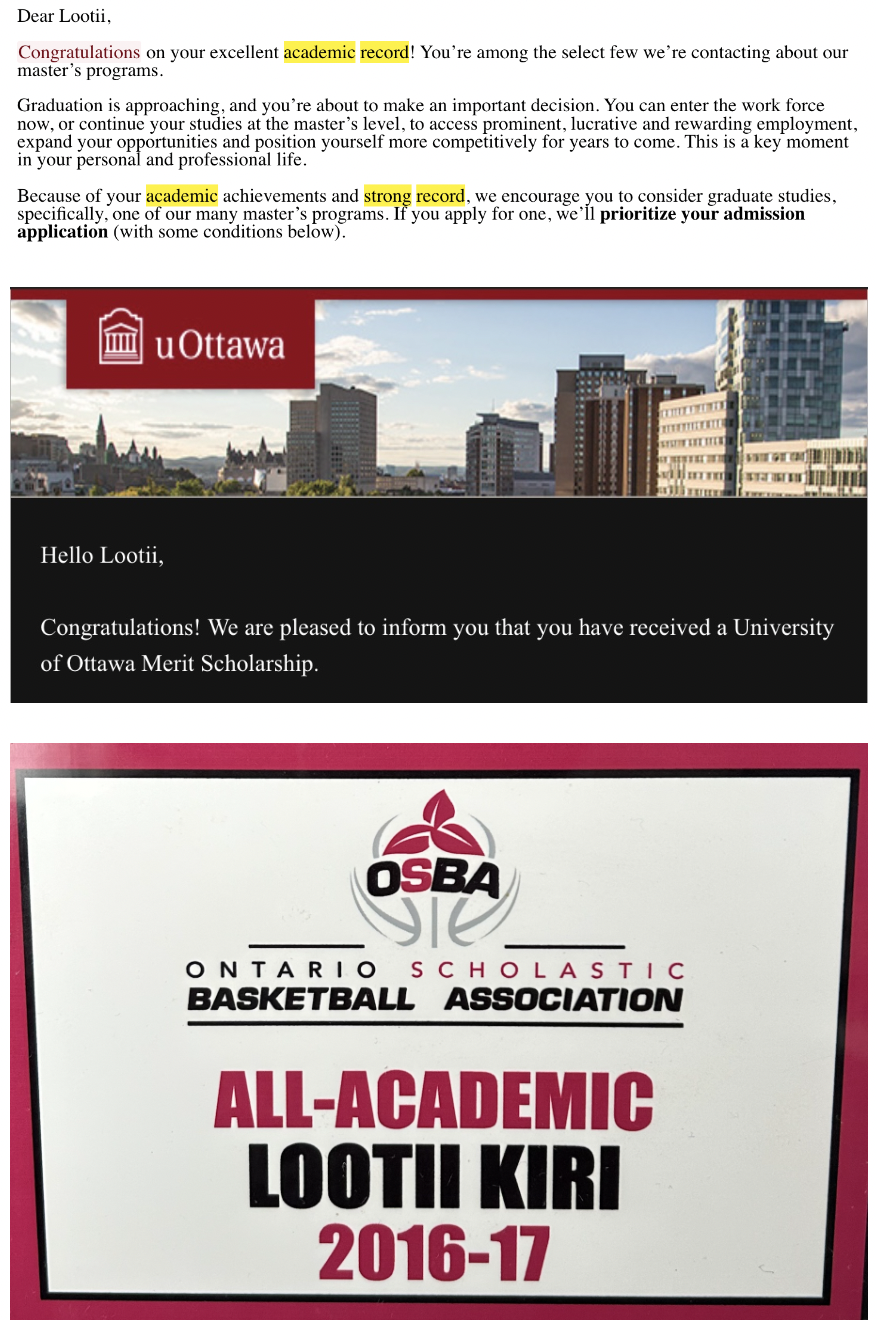 Dear Lootii,
Congratulations on your excellent academic record! You’re among the select few we’re contacting about our
master’s programs.
Graduation is approaching, and you’re about to make an important decision. You can enter the work force
now, or continue your studies at the master’s level, to access prominent, lucrative and rewarding employment,
expand your opportunities and position yourself more competitively for years to come. This is a key moment
in your personal and professional life.
Because of your academic achievements and strong record, we encourage you to consider graduate studies,
specifically, one of our many master’s programs. If you apply for one, we’ll prioritize your admission
application (with some conditions below).
uOttawa
Hello Lootii,
Congratulations! We are pleased to inform you that you have received a University
of Ottawa Merit Scholarship.
OSBA
ONTARIO SCHOLASTIC
BASKETBALL ASSOCIATION
ALL-ACADEMIC
LOOTII KIRI
2016-17